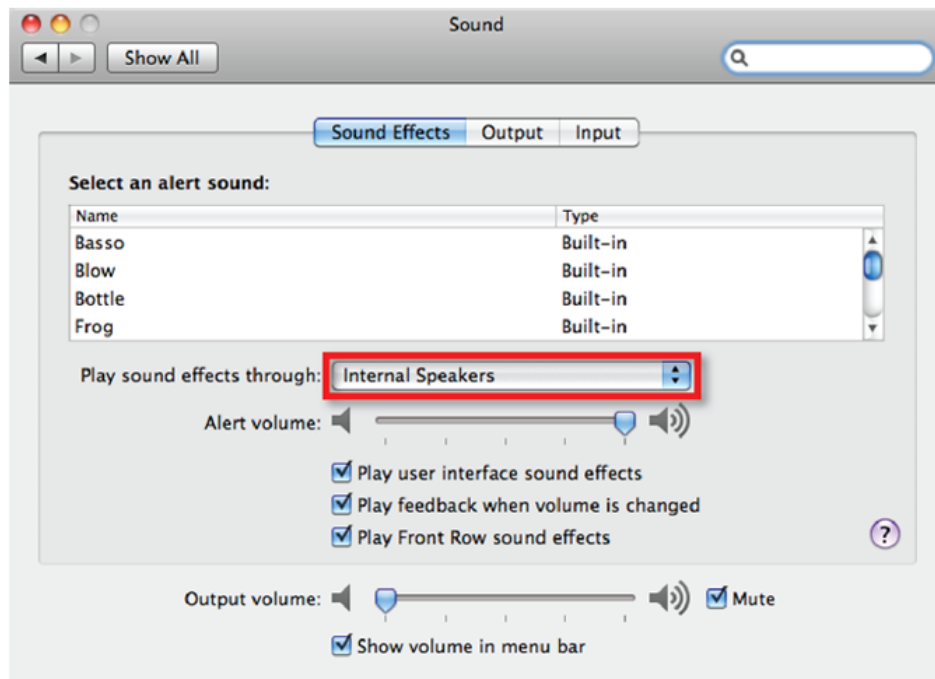 Sound
Show All
Sound Effects Output Input
Select an alert sound:
Name Type
Basso Built-in
Blow Built-in
Bottle Built-in
Frog Built-in
Play sound effects through: Internal Speakers
Alert volume:
Play user interface sound effects
Play feedback when volume is changed
Play Front Row sound effects
?
Output volume: Mute
Show volume in menu bar